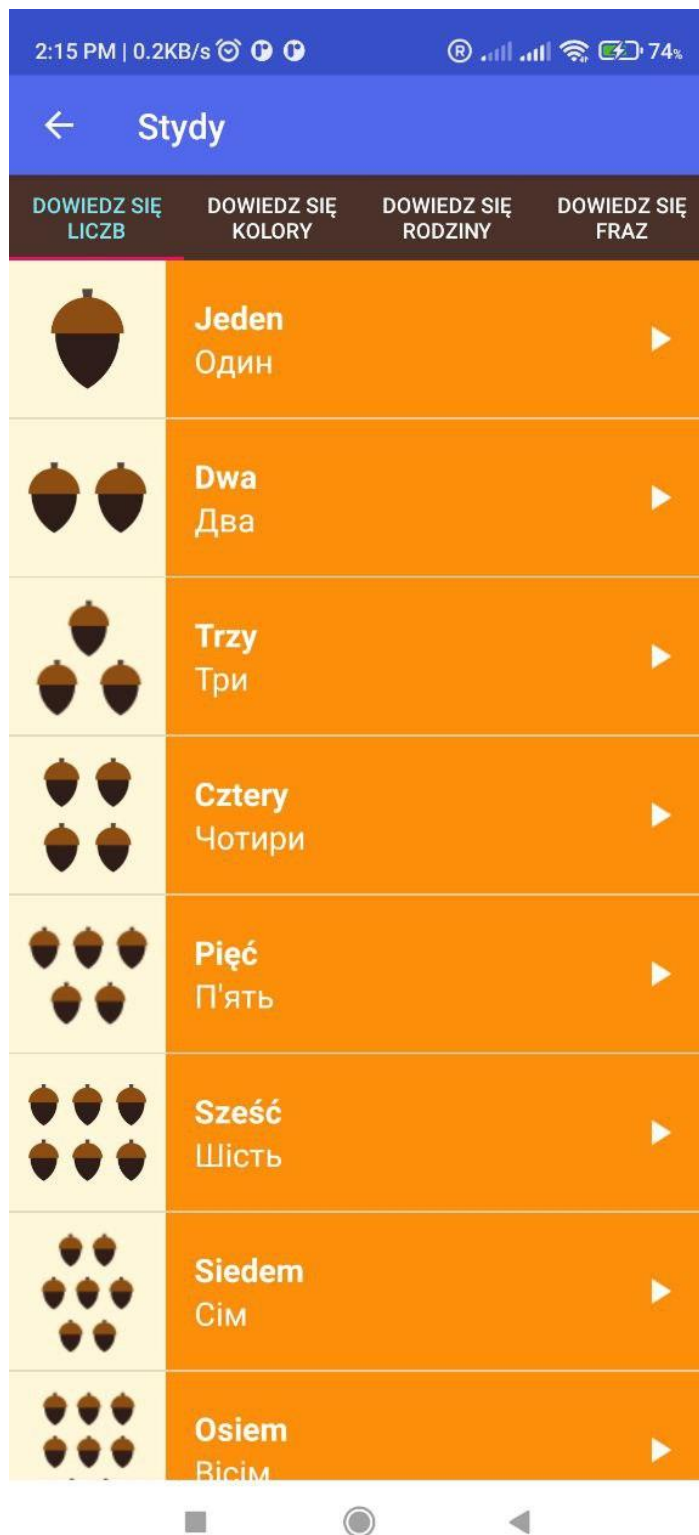 2:15 PM | 0.2KB/s ® 74%
Stydy
DOWIEDZ SIĘ
LICZB
DOWIEDZ SIĘ
KOLORY
DOWIEDZ SIĘ
RODZINY
DOWIEDZ SIĘ
FRAZ
Jeden
Один
Dwa
Два
Trzy
Три
Cztery
Чотири
Pięć
П'ять
Sześć
Шість
Siedem
Сім
Osiem
Вісім